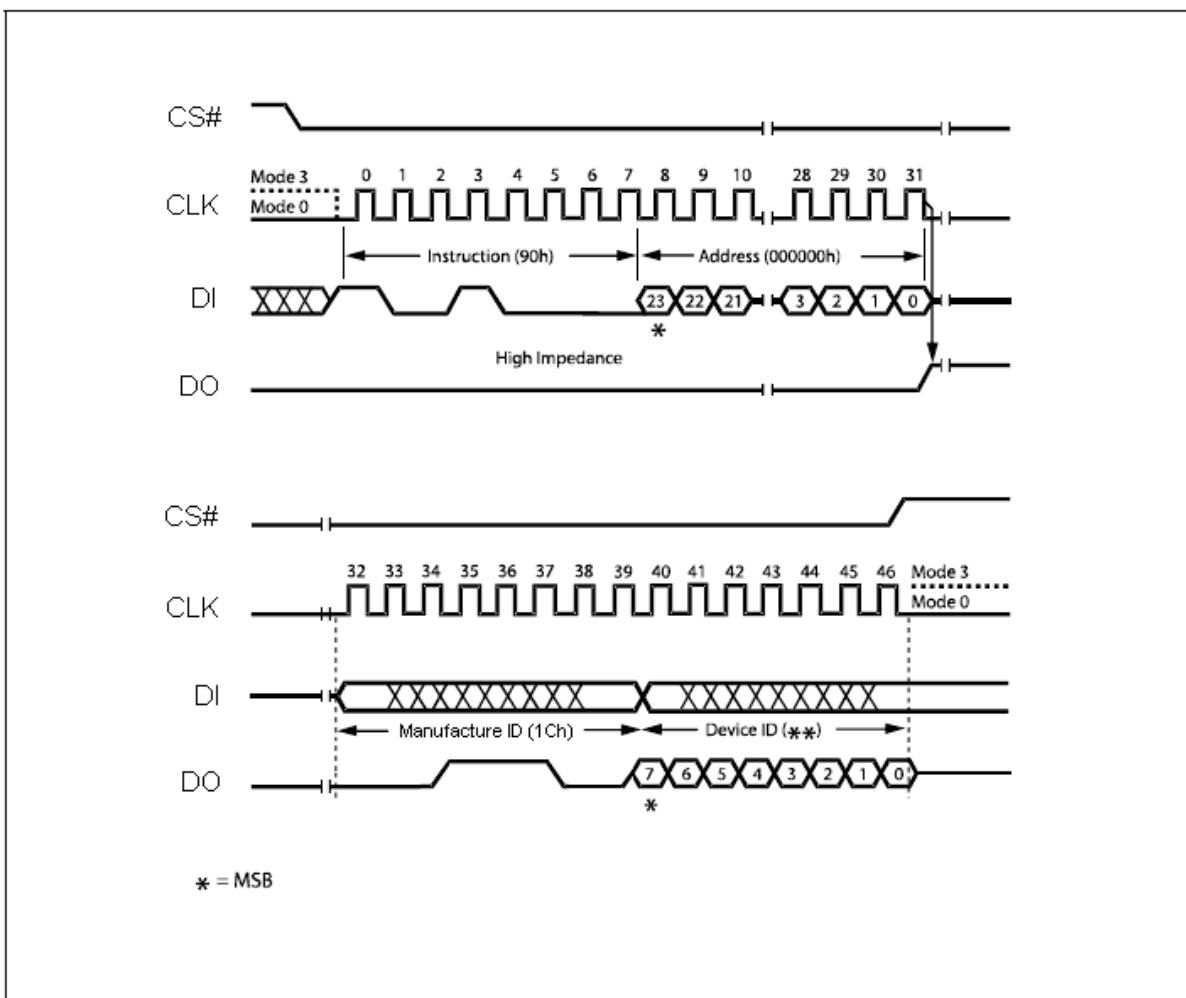 CS#
Mode 3 0 1 2 3 4 5 6 7 8 9 10 28 29 30 31
CLK Mode 0
Instruction (90h) Address (000000h)
DI 23 22 21 3 2 1 0
*
High Impedance
DO
CS#
32 33 34 35 36 37 38 39 40 41 42 43 44 45 46 Mode 3
CLK Mode 0
DI
Manufacture ID (1Ch) Device ID (**)
DO 7 6 5 4 3 2 1 0
*
* = MSB